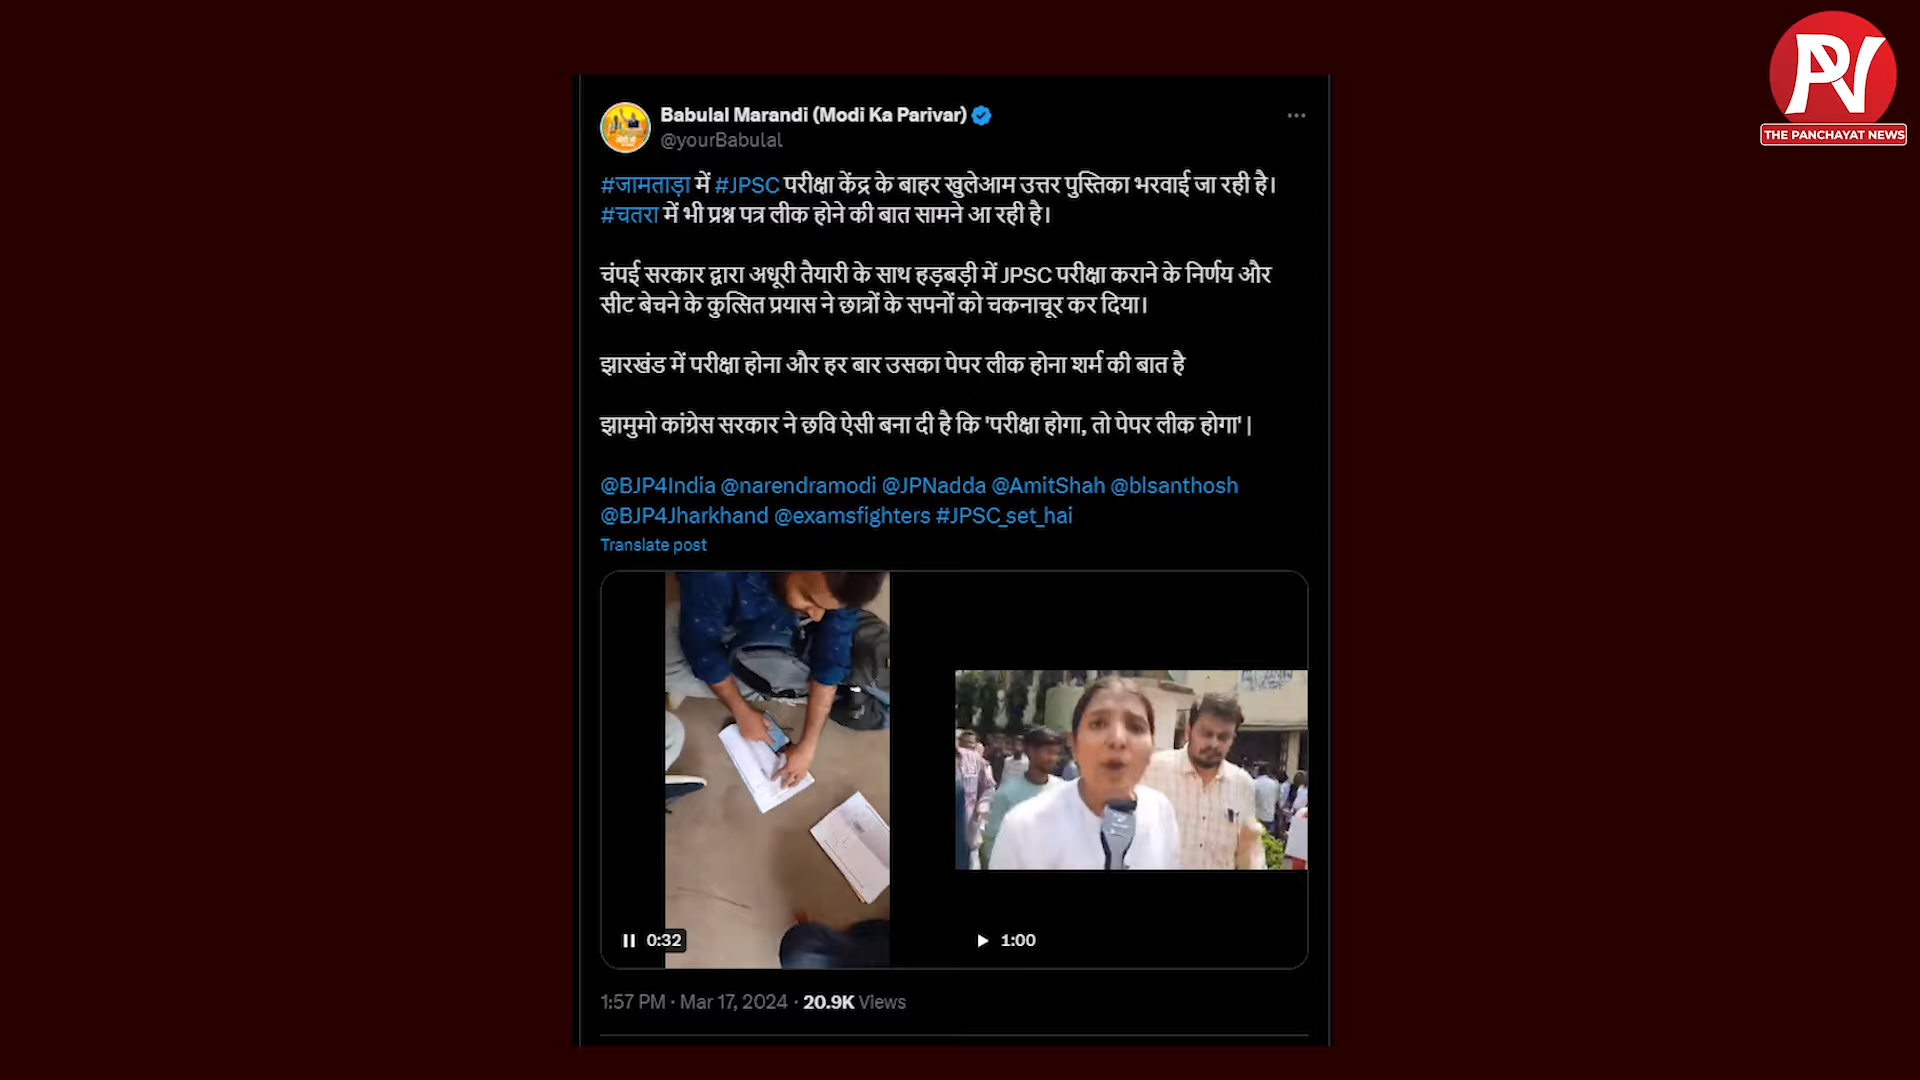 Babulal Marandi (Modi Ka Parivar)
@yourBabulal
#जामताड़ा में #JPSC परीक्षा केंद्र के बाहर खुलेआम उत्तर पुस्तिका भरवाई जा रही है।
#चतरा में भी प्रश्न पत्र लीक होने की बात सामने आ रही है।
चंपई सरकार द्वारा अधूरी तैयारी के साथ हड़बड़ी में JPSC परीक्षा कराने के निर्णय और
सीट बेचने के कुत्सित प्रयास ने छात्रों के सपनों को चकनाचूर कर दिया।
झारखंड में परीक्षा होना और हर बार उसका पेपर लीक होना शर्म की बात है
झामुमो कांग्रेस सरकार ने छवि ऐसी बना दी है कि 'परीक्षा होगा, तो पेपर लीक होगा' |
@BJP4India @narendramodi @JPNadda @AmitShah @blsanthosh
@BJP4Jharkhand @examsfighters #JPSC_set_hai
Translate post
0:32
1:00
1:57 PM · Mar 17, 2024 · 20.9K Views
PN
THE PANCHAYAT NEWS